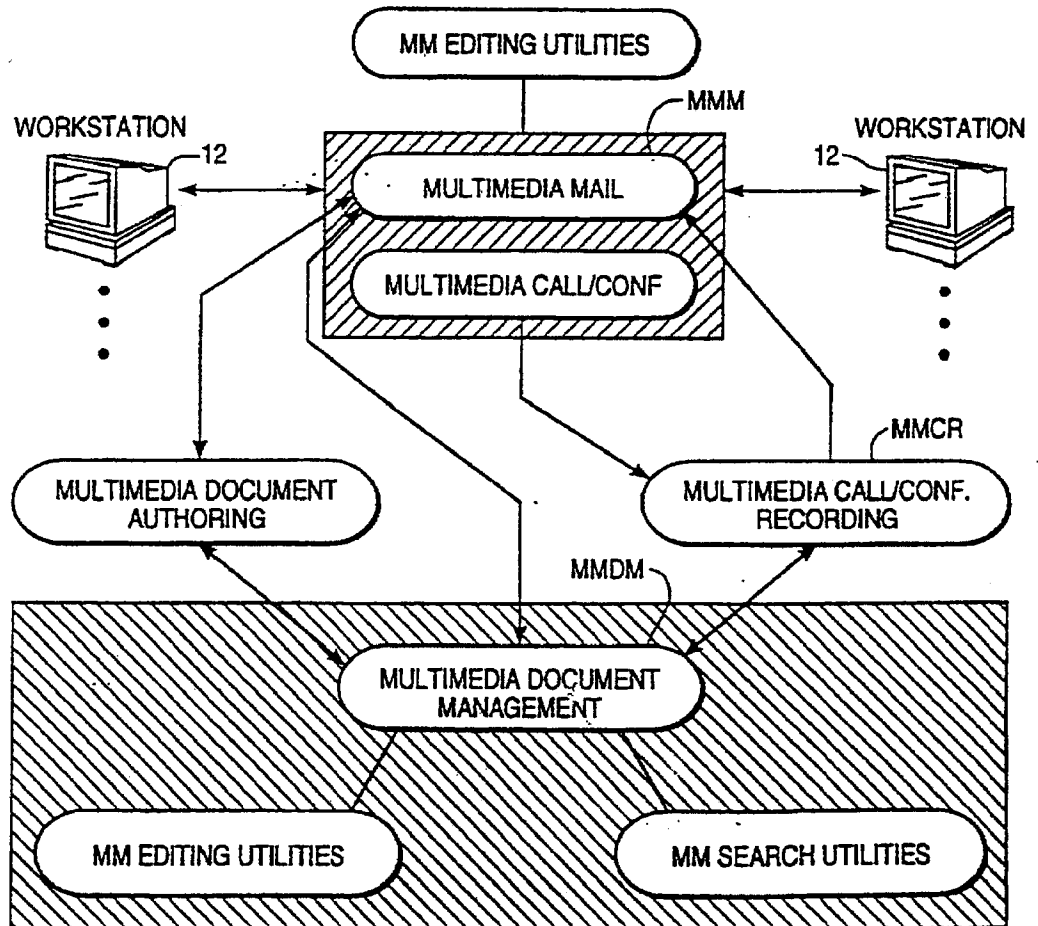 MM EDITING UTILITIES
MMM
WORKSTATION
WORKSTATION
12
12
MULTIMEDIA MAIL
MULTIMEDIA CALL/CONF
MMCR
MULTIMEDIA DOCUMENT
AUTHORING
MULTIMEDIA CALL/CONF.
RECORDING
MMDM
MULTIMEDIA DOCUMENT
MANAGEMENT
MM EDITING UTILITIES
MM SEARCH UTILITIES